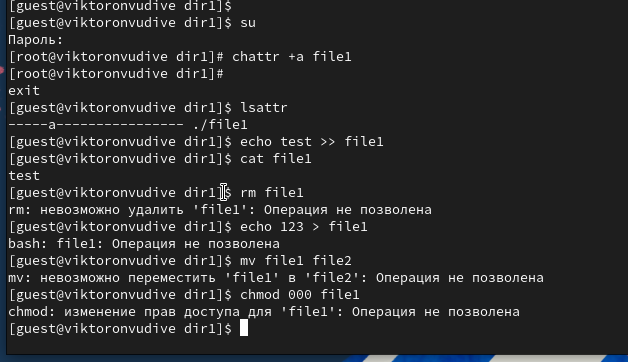 [guest@viktoronvudive dir1]$
[guest@viktoronvudive dir1]$ su
Пароль:
[root@viktoronvudive dir1]# chattr +a file1
[root@viktoronvudive dir1]#
exit
[guest@viktoronvudive dir1]$ lsattr
-----a---------------- ./file1
[guest@viktoronvudive dir1]$ echo test >> file1
[guest@viktoronvudive dir1]$ cat file1
test
[guest@viktoronvudive dir1]$ rm file1
rm: невозможно удалить 'file1': Операция не позволена
[guest@viktoronvudive dir1]$ echo 123 > file1
bash: file1: Операция не позволена
[guest@viktoronvudive dir1]$ mv file1 file2
mv: невозможно переместить 'file1' в 'file2': Операция не позволена
[guest@viktoronvudive dir1]$ chmod 000 file1
chmod: изменение прав доступа для 'file1': Операция не позволена
[guest@viktoronvudive dir1]$